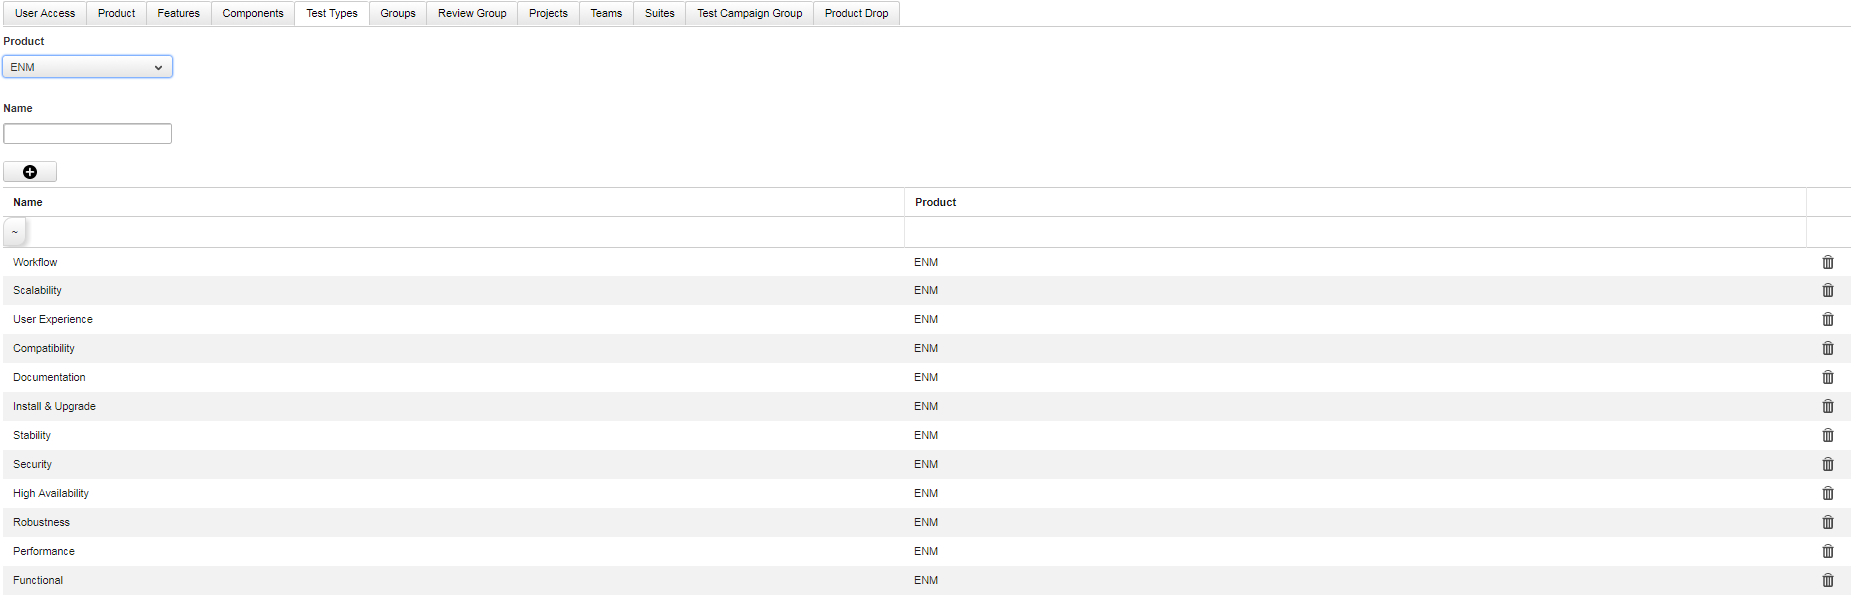 User Access Product Features Components Test Types Groups Review Group Projects Teams Suites Test Campaign Group Product Drop
Product
ENM
Name
Name Product
~
Workflow ENM
Scalability ENM
User Experience ENM
Compatibility ENM
Documentation ENM
Install & Upgrade ENM
Stability ENM
Security ENM
High Availability ENM
Robustness ENM
Performance ENM
Functional ENM